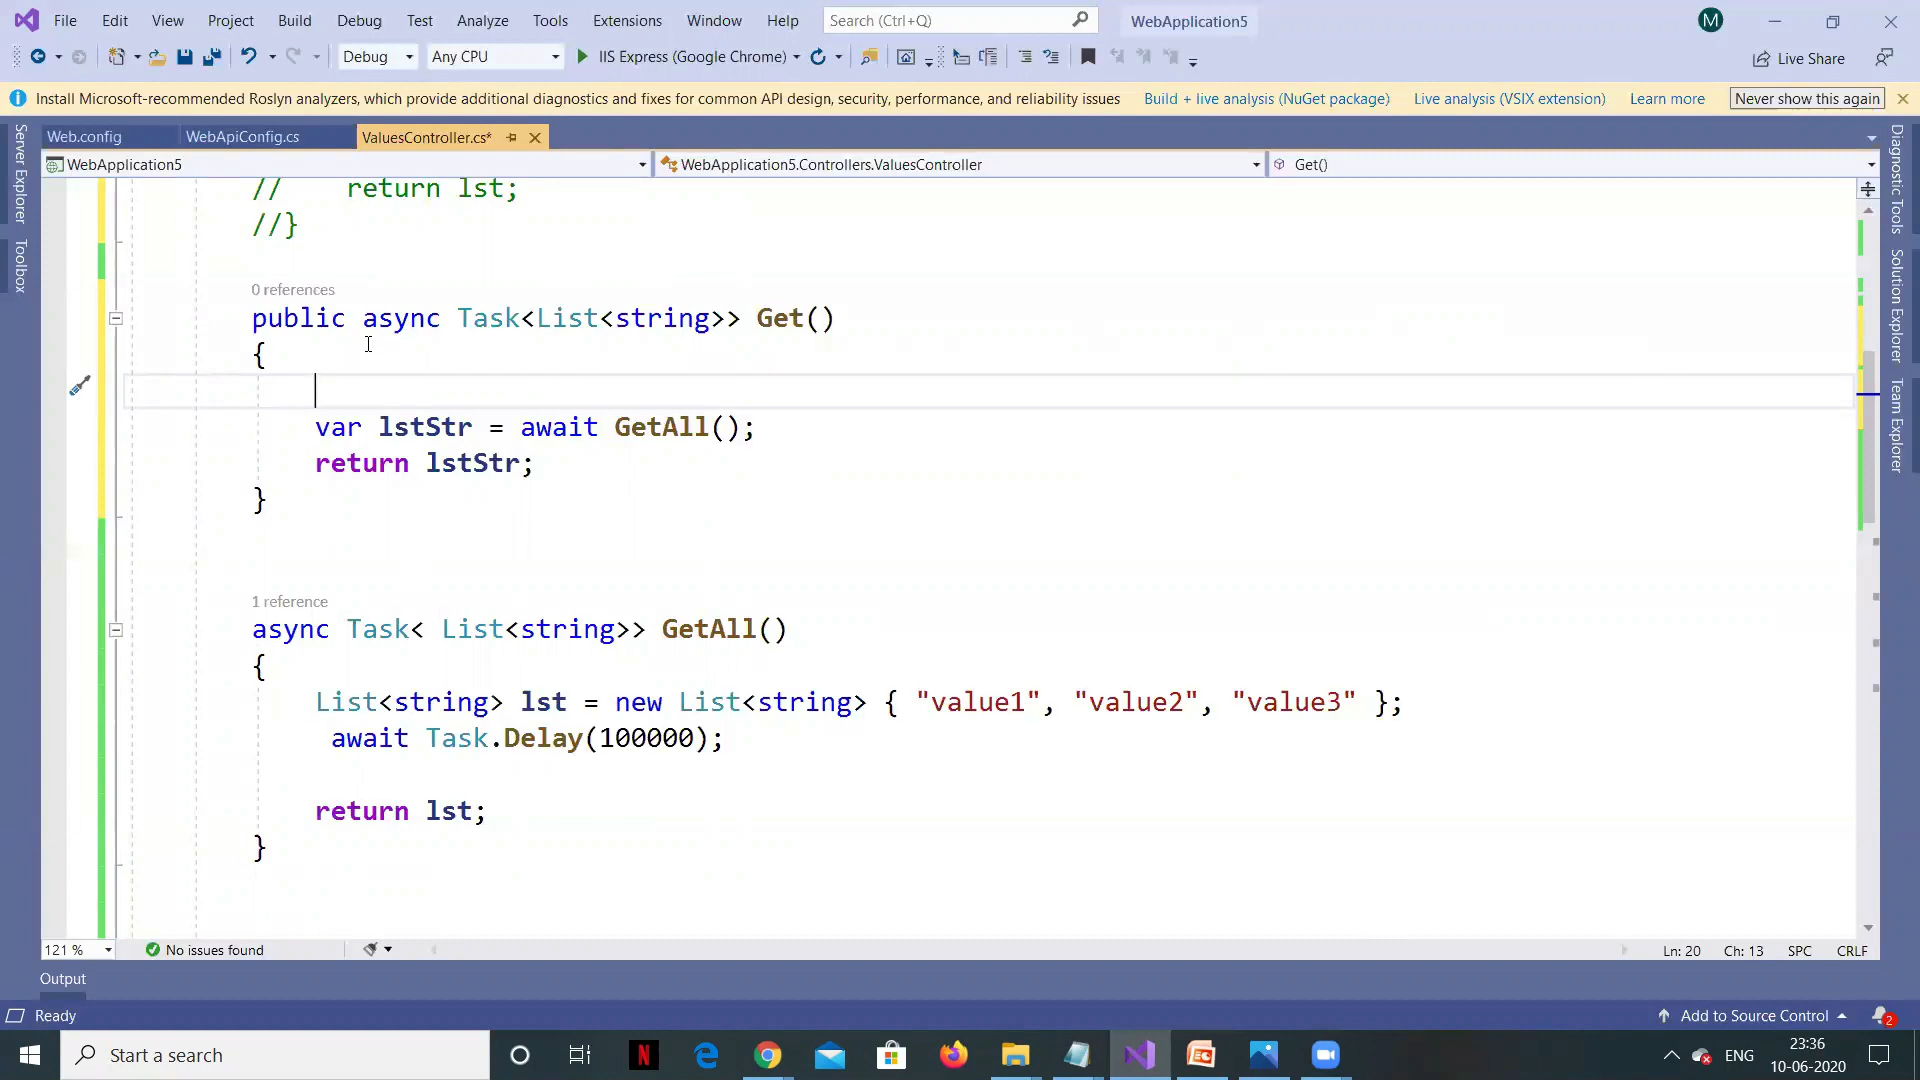 File Edit View Project Build Debug Test Analyze Tools Extensions Window Help Search (Ctrl+Q) WebApplication5 M
Debug Any CPU IIS Express (Google Chrome) Live Share
Install Microsoft-recommended Roslyn analyzers, which provide additional diagnostics and fixes for common API design, security, performance, and reliability issues Build + live analysis (NuGet package) Live analysis (VSIX extension) Learn more Never show this again
Web.config WebApiConfig.cs ValuesController.cs*
WebApplication5 WebApplication5.Controllers.ValuesController Get()
Server Explorer
Toolbox
Diagnostic Tools
Solution Explorer
Team Explorer
// return lst;
//}
0 references
public async Task<List<string>> Get()
{
var lstStr = await GetAll();
return lstStr;
}
1 reference
async Task< List<string>> GetAll()
{
List<string> lst = new List<string> { "value1", "value2", "value3" };
await Task.Delay(100000);
return lst;
}
121 % No issues found Ln: 20 Ch: 13 SPC CRLF
Output
Ready Add to Source Control 2
Start a search ENG 23:36
10-06-2020